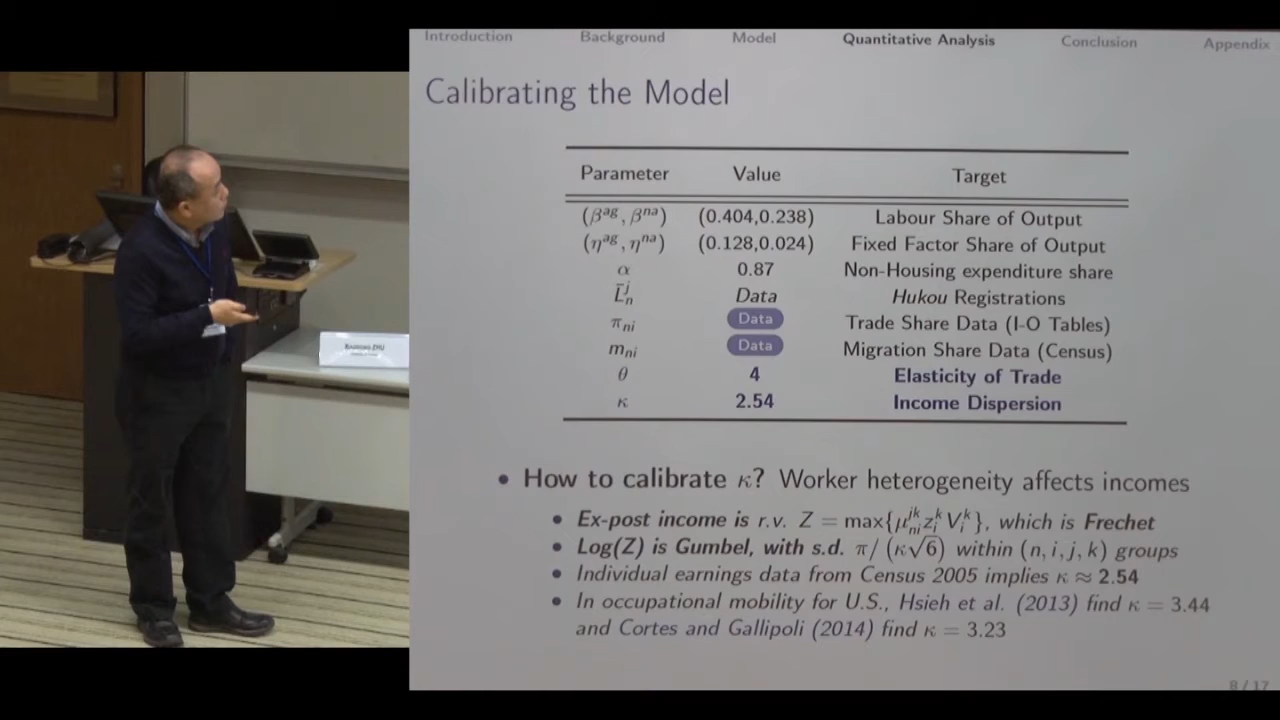 Introduction Background Model Quantitative Analysis Conclusion Appendix
Calibrating the Model
Parameter Value Target
(β^ag, β^na) (0.404,0.238) Labour Share of Output
(η^ag, η^na) (0.128,0.024) Fixed Factor Share of Output
α 0.87 Non-Housing expenditure share
L̄_n^j Data Hukou Registrations
π_ni Data Trade Share Data (I-O Tables)
m_ni Data Migration Share Data (Census)
θ 4 Elasticity of Trade
κ 2.54 Income Dispersion
• How to calibrate κ? Worker heterogeneity affects incomes
• Ex-post income is r.v. Z = max{μ_ni^jk z_i^k V_i^k}, which is Frechet
• Log(Z) is Gumbel, with s.d. π/(κ√6) within (n, i, j, k) groups
• Individual earnings data from Census 2005 implies κ ≈ 2.54
• In occupational mobility for U.S., Hsieh et al. (2013) find κ = 3.44
and Cortes and Gallipoli (2014) find κ = 3.23
8 / 17
ZHU